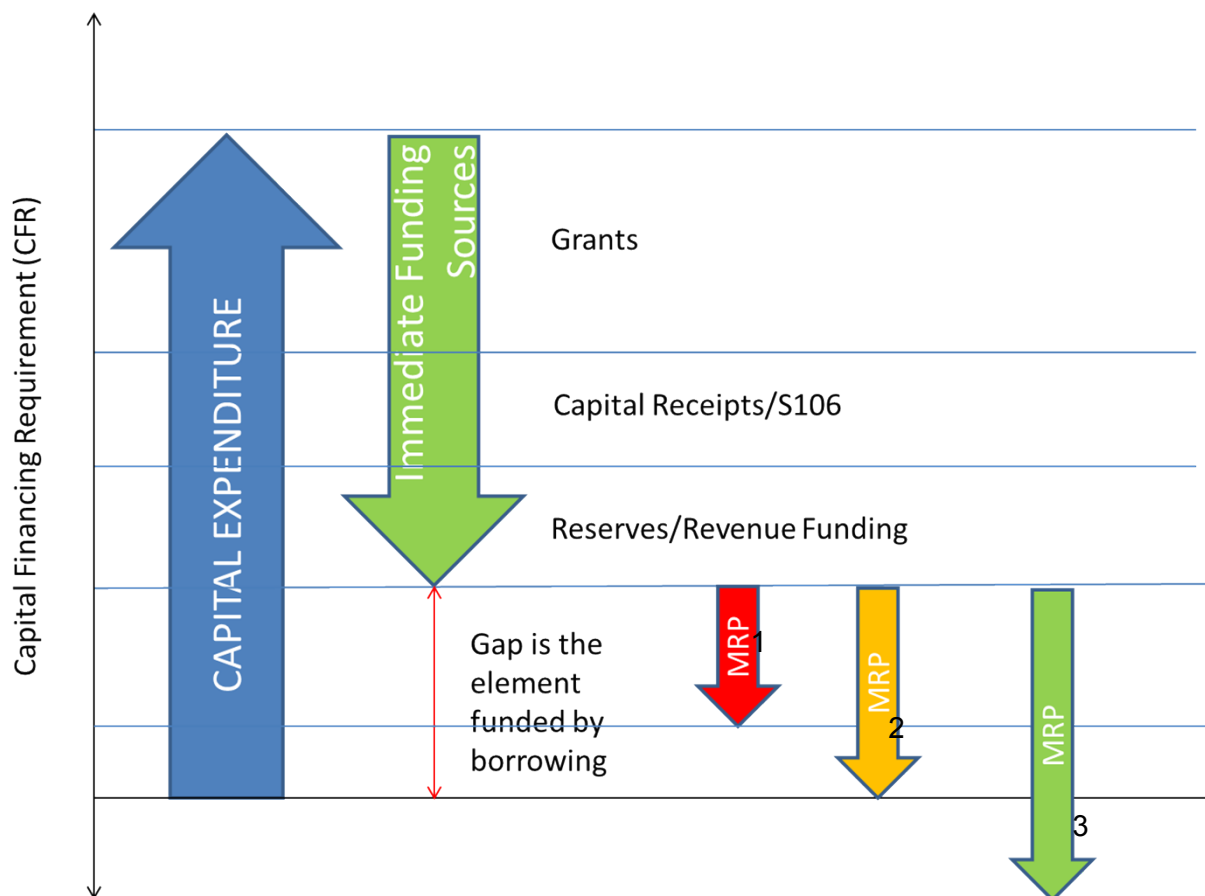 Capital Financing Requirement (CFR)
CAPITAL EXPENDITURE
Immediate Funding
Sources
Grants
Capital Receipts/S106
Reserves/Revenue Funding
Gap is the
element
funded by
borrowing
MRP 1
MRP 2
MRP 3